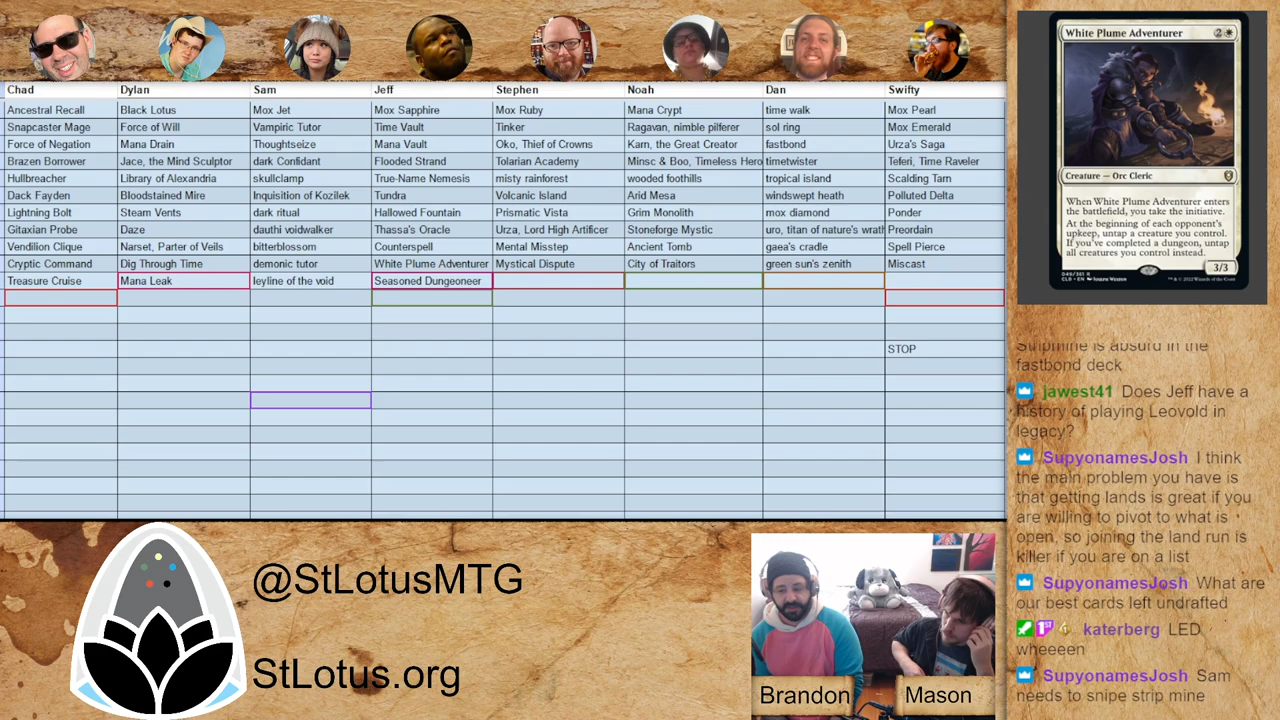 Chad Dylan Sam Jeff Stephen Noah Dan Swifty
Ancestral Recall Black Lotus Mox Jet Mox Sapphire Mox Ruby Mana Crypt time walk Mox Pearl
Snapcaster Mage Force of Will Vampiric Tutor Time Vault Tinker Ragavan, nimble pilferer sol ring Mox Emerald
Force of Negation Mana Drain Thoughtseize Mana Vault Oko, Thief of Crowns Karn, the Great Creator fastbond Urza's Saga
Brazen Borrower Jace, the Mind Sculptor dark Confidant Flooded Strand Tolarian Academy Minsc & Boo, Timeless Hero timetwister Teferi, Time Raveler
Hullbreacher Library of Alexandria skullclamp True-Name Nemesis misty rainforest wooded foothills tropical island Scalding Tarn
Dack Fayden Bloodstained Mire Inquisition of Kozilek Tundra Volcanic Island Arid Mesa windswept heath Polluted Delta
Lightning Bolt Steam Vents dark ritual Hallowed Fountain Prismatic Vista Grim Monolith mox diamond Ponder
Gitaxian Probe Daze dauthi voidwalker Thassa's Oracle Urza, Lord High Artificer Stoneforge Mystic uro, titan of nature's wrath Preordain
Vendilion Clique Narset, Parter of Veils bitterblossom Counterspell Mental Misstep Ancient Tomb gaea's cradle Spell Pierce
Cryptic Command Dig Through Time demonic tutor White Plume Adventurer Mystical Dispute City of Traitors green sun's zenith Miscast
Treasure Cruise Mana Leak leyline of the void Seasoned Dungeoneer
STOP
White Plume Adventurer 2
Creature — Orc Cleric
When White Plume Adventurer enters
the battlefield, you take the initiative.
At the beginning of each opponent's
upkeep, untap a creature you control.
If you've completed a dungeon, untap
all creatures you control instead.
3/3
Stripmine is absurd in the
fastbond deck
jawest41 Does Jeff have a
history of playing Leovold in
legacy?
SupyonamesJosh I think
the main problem you have is
that getting lands is great if you
are willing to pivot to what is
open, so joining the land run is
killer if you are on a list
SupyonamesJosh What are
our best cards left undrafted
katerberg LED
wheeeen
SupyonamesJosh Sam
needs to snipe strip mine
@StLotusMTG
StLotus.org
Brandon Mason